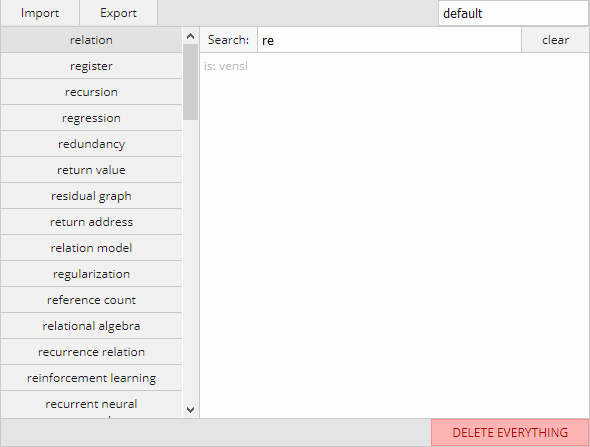 Import Export default
relation Search: re clear
register is: vensl
recursion
regression
redundancy
return value
residual graph
return address
relation model
regularization
reference count
relational algebra
recurrence relation
reinforcement learning
recurrent neural
DELETE EVERYTHING